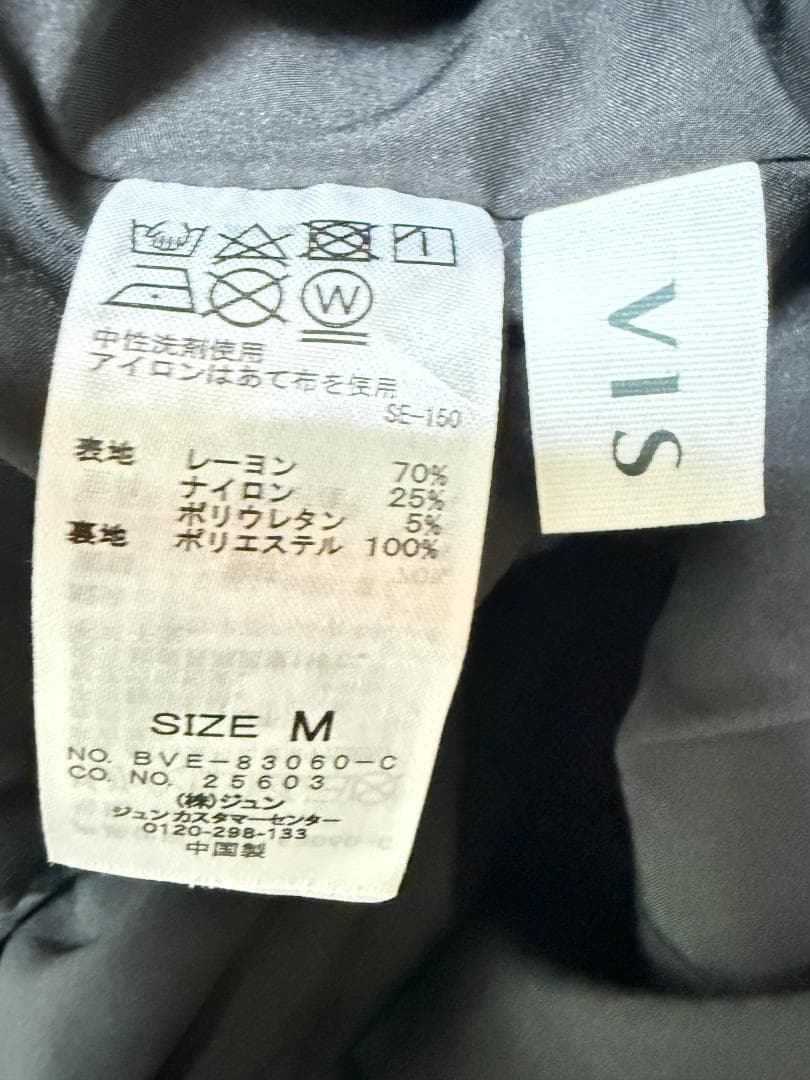 W
中性洗剤使用
アイロンはあて布を使用
SE-150
表地 レーヨン 70%
ナイロン 25%
ポリウレタン 5%
裏地 ポリエステル 100%
SIZE M
NO. BVE-83060-C
CO. NO. 25603
(株)ジュン
ジュンカスタマーセンター
0120-298-133
中国製
VIS